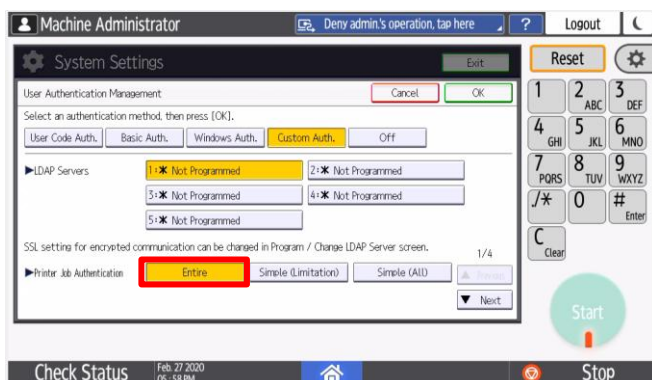 Machine Administrator Deny admin.'s operation, tap here ? Logout
System Settings Exit Reset
User Authentication Management Cancel OK
Select an authentication method, then press [OK].
User Code Auth. Basic Auth. Windows Auth. Custom Auth. Off
►LDAP Servers 1:✱ Not Programmed 2:✱ Not Programmed
3:✱ Not Programmed 4:✱ Not Programmed
5:✱ Not Programmed
SSL setting for encrypted communication can be changed in Program / Change LDAP Server screen. 1/4
►Printer Job Authentication Entire Simple (Limitation) Simple (All) ▲ Previous
▼ Next
1 2 ABC 3 DEF
4 GHI 5 JKL 6 MNO
7 PQRS 8 TUV 9 WXYZ
./* 0 # Enter
C Clear
Start
Check Status Feb. 27 2020 Stop
05:58 PM